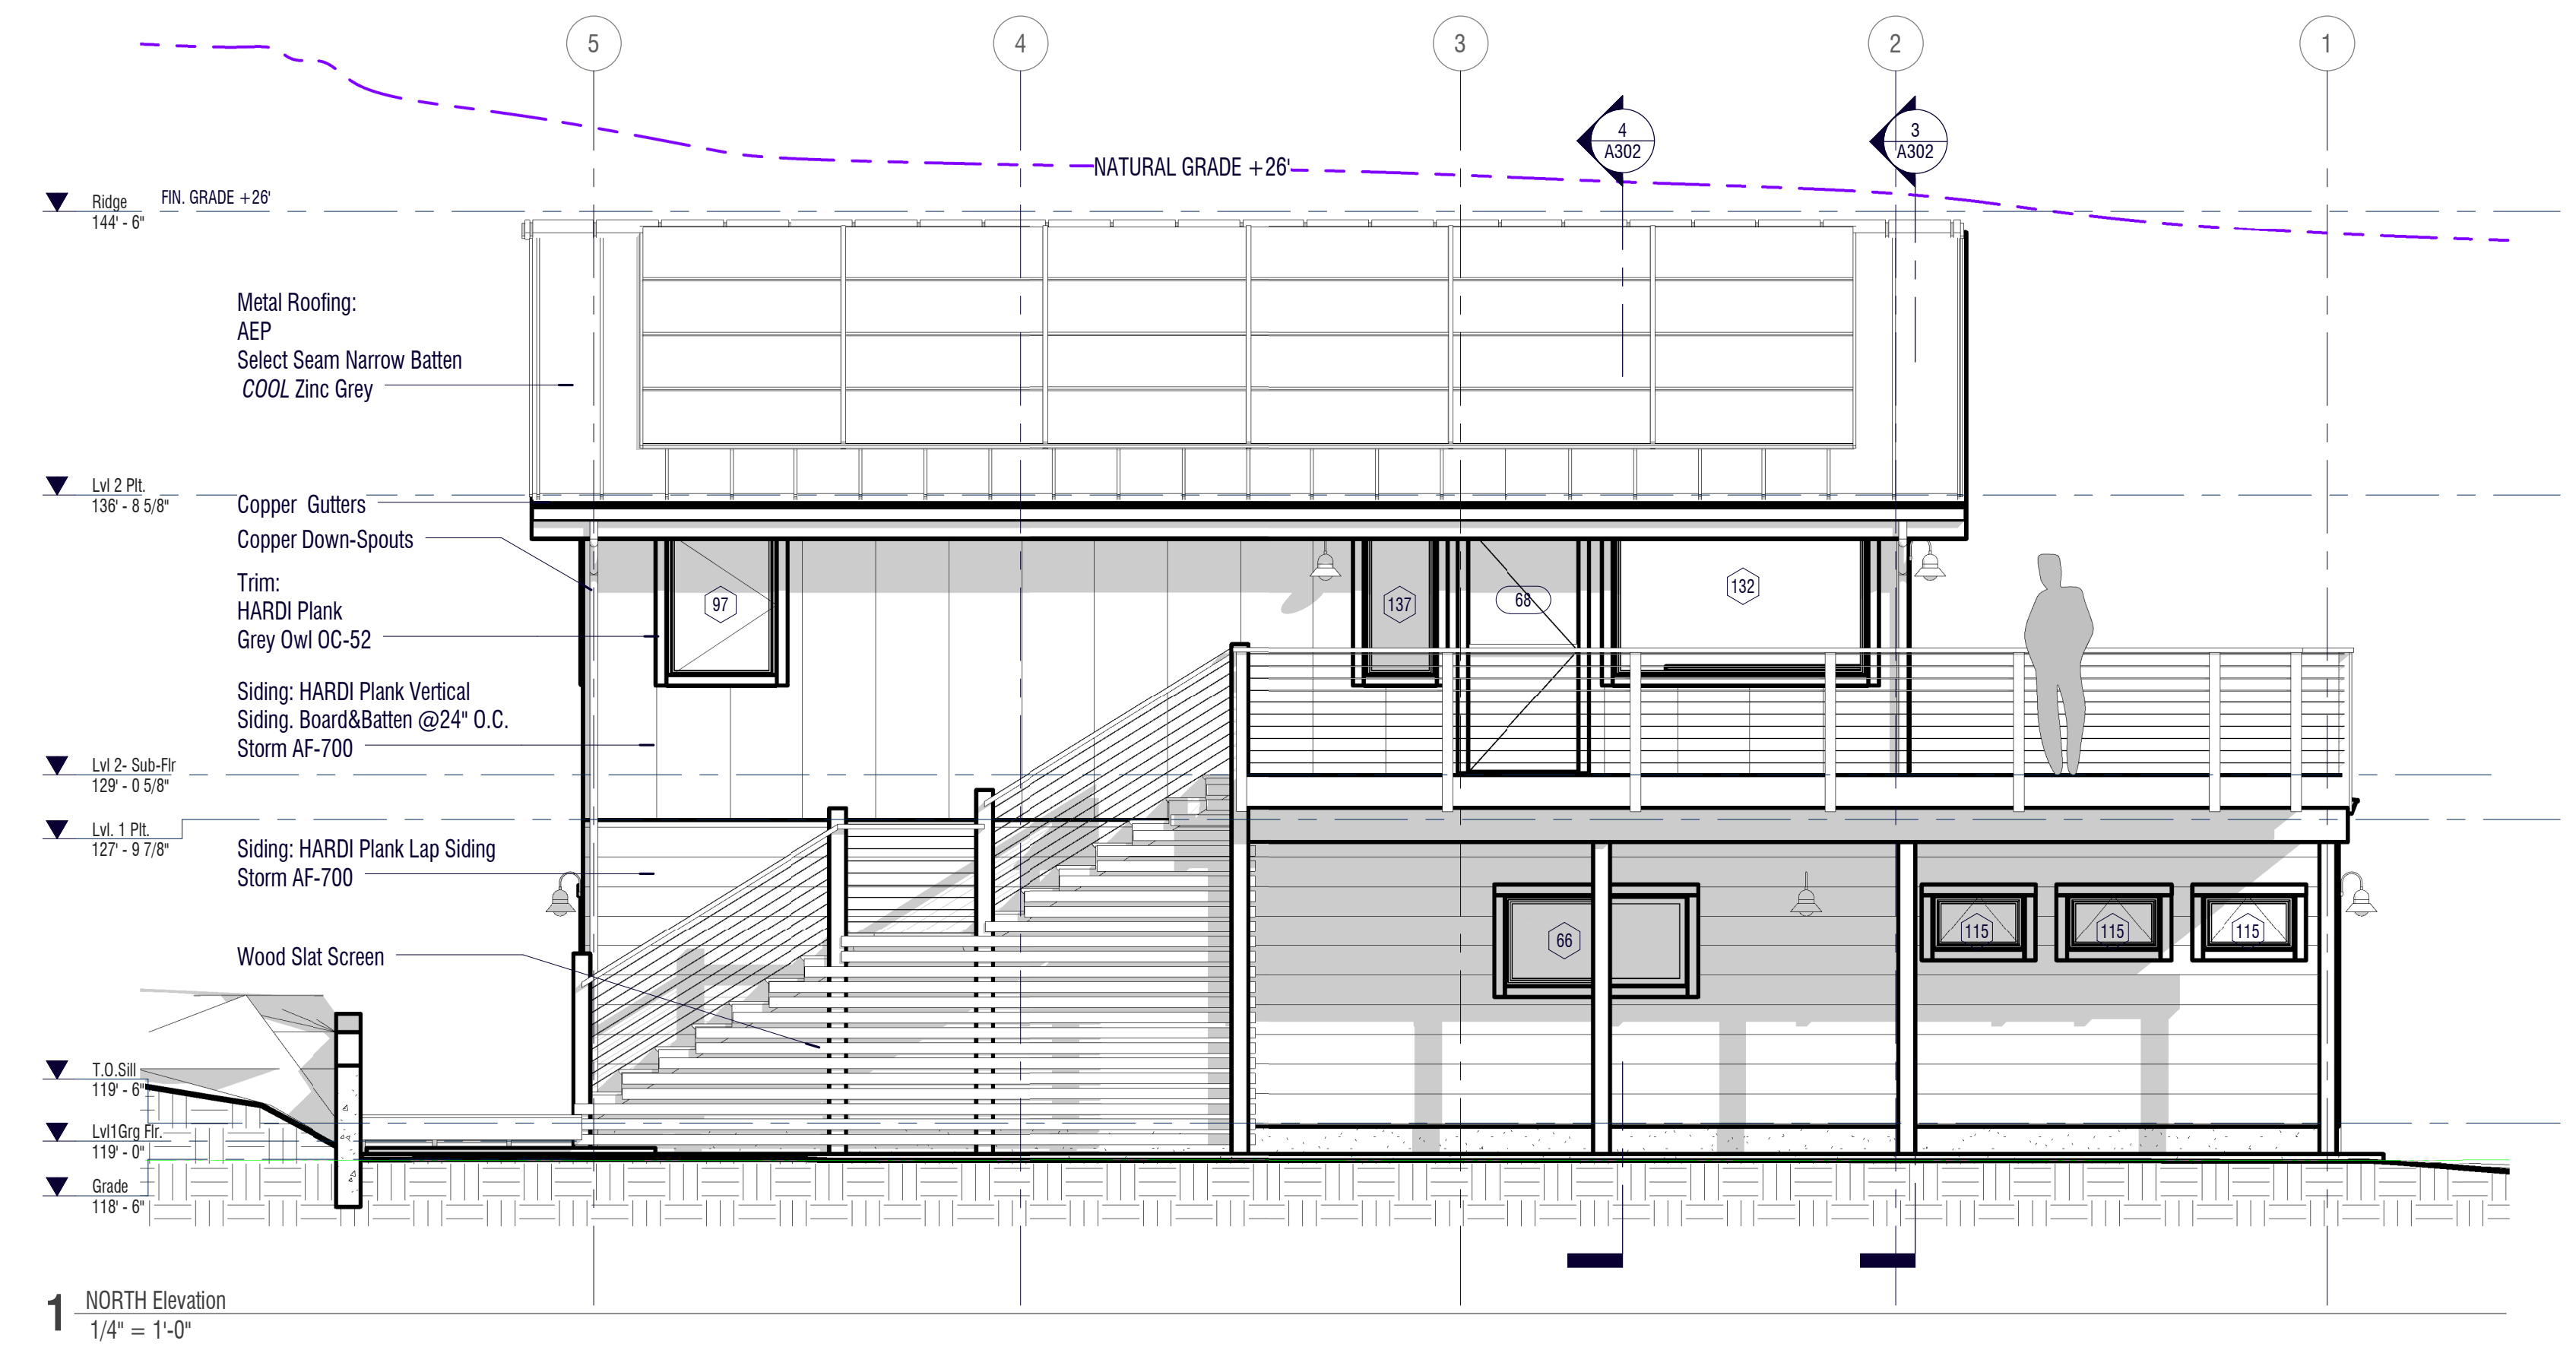 5
4
3
2
1
4
A302
3
A302
NATURAL GRADE +26'
Ridge
144' - 6"
FIN. GRADE +26'
Metal Roofing:
AEP
Select Seam Narrow Batten
COOL Zinc Grey
Lvl 2 Plt.
136' - 8 5/8"
Copper Gutters
Copper Down-Spouts
Trim:
HARDI Plank
Grey Owl OC-52
97
137
68
132
Siding: HARDI Plank Vertical
Siding. Board&Batten @24" O.C.
Storm AF-700
Lvl 2- Sub-Flr
129' - 0 5/8"
Lvl. 1 Plt.
127' - 9 7/8"
Siding: HARDI Plank Lap Siding
Storm AF-700
66
115
115
115
Wood Slat Screen
T.O.Sill
119' - 6"
Lvl1Grg Flr.
119' - 0"
Grade
118' - 6"
1
NORTH Elevation
1/4" = 1'-0"